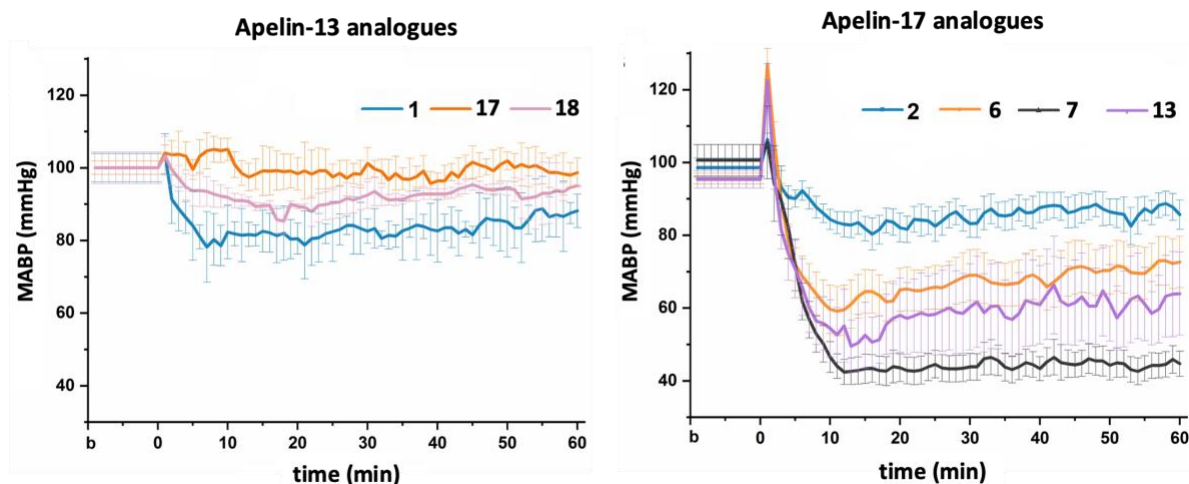 Apelin-13 analogues
MABP (mmHg)
120
100
80
60
40
1 17 18
b 0 10 20 30 40 50 60
time (min)
Apelin-17 analogues
MABP (mmHg)
120
100
80
60
40
2 6 7 13
b 0 10 20 30 40 50 60
time (min)